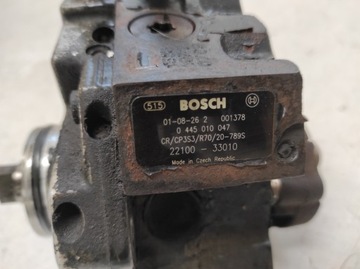 515 BOSCH
01-08-26 2 001378
0 445 010 047
CR/CP3S3/R70/20-789S
22100 - 33010
Made in Czech Republic